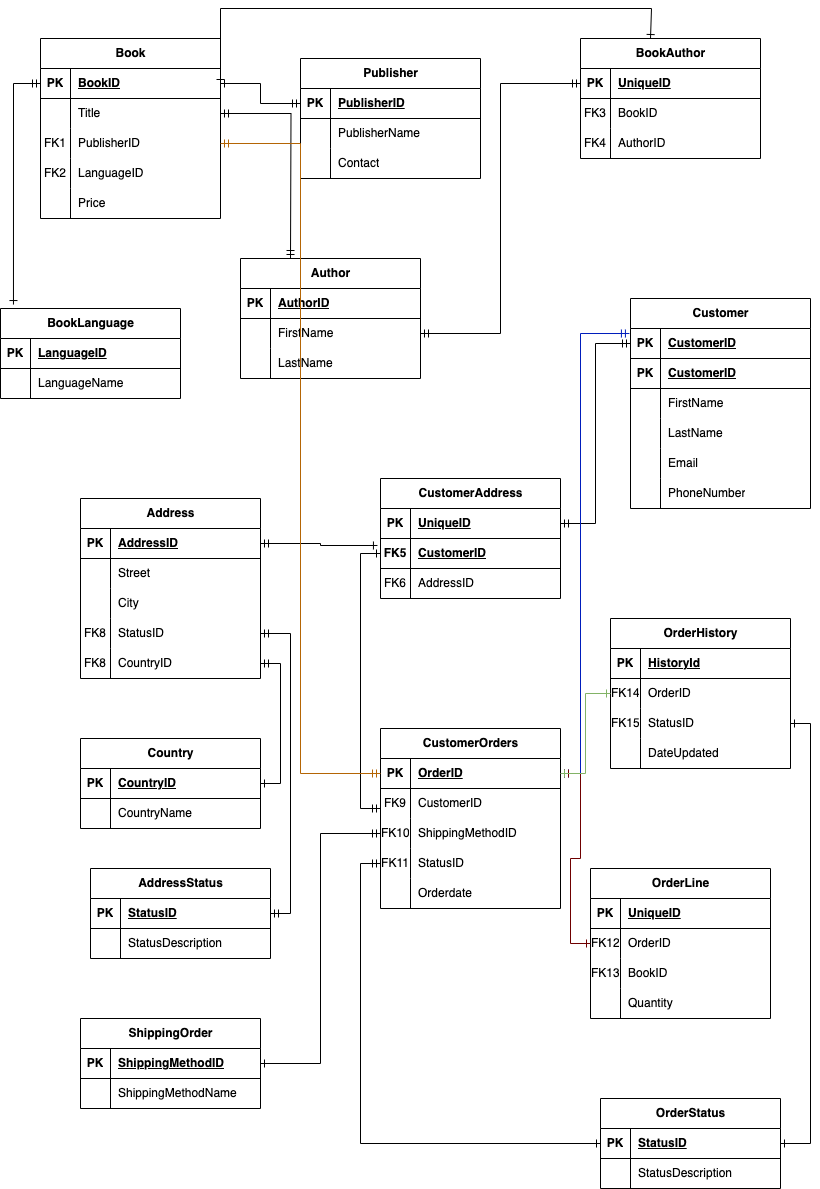 Book
PK BookID
Title
FK1 PublisherID
FK2 LanguageID
Price
Publisher
PK PublisherID
PublisherName
Contact
BookAuthor
PK UniqueID
FK3 BookID
FK4 AuthorID
Author
PK AuthorID
FirstName
LastName
BookLanguage
PK LanguageID
LanguageName
Customer
PK CustomerID
PK CustomerID
FirstName
LastName
Email
PhoneNumber
Address
PK AddressID
Street
City
FK8 StatusID
FK8 CountryID
CustomerAddress
PK UniqueID
FK5 CustomerID
FK6 AddressID
OrderHistory
PK HistoryId
FK14 OrderID
FK15 StatusID
DateUpdated
Country
PK CountryID
CountryName
CustomerOrders
PK OrderID
FK9 CustomerID
FK10 ShippingMethodID
FK11 StatusID
Orderdate
AddressStatus
PK StatusID
StatusDescription
OrderLine
PK UniqueID
FK12 OrderID
FK13 BookID
Quantity
ShippingOrder
PK ShippingMethodID
ShippingMethodName
OrderStatus
PK StatusID
StatusDescription